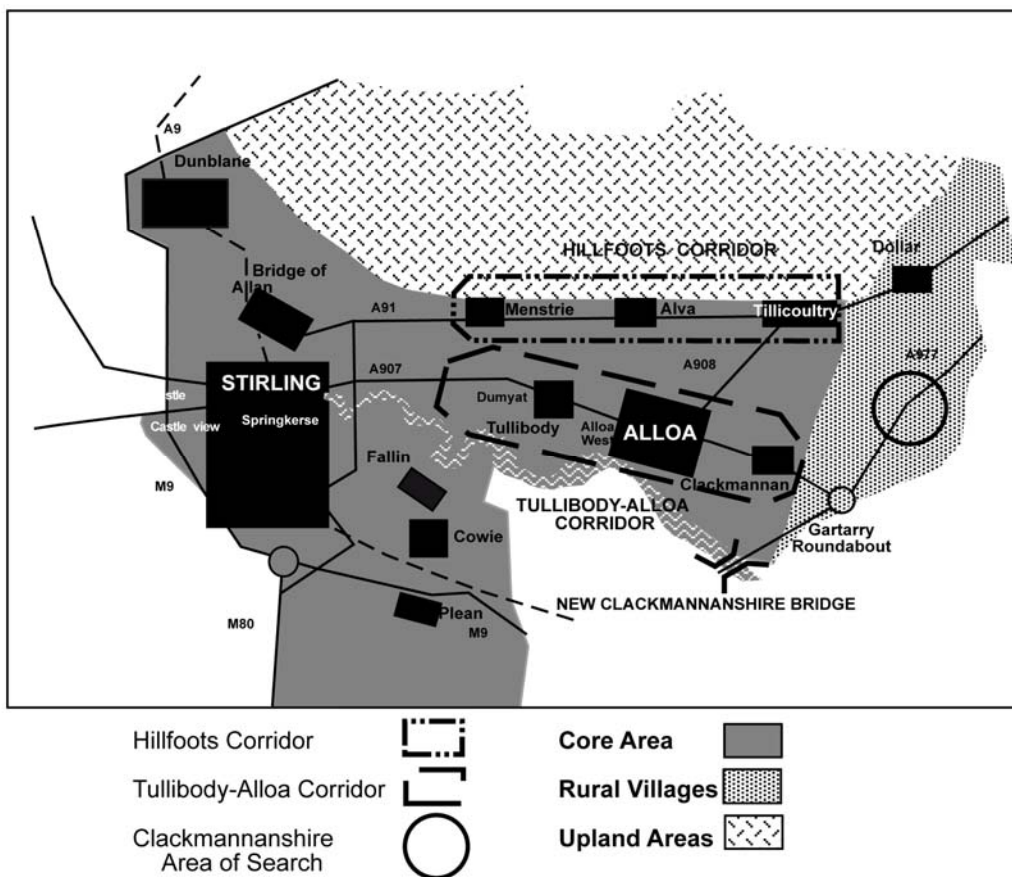 A9
Dunblane
HILLFOOTS CORRIDOR
Dollar
Bridge of
Allan
A91
Menstrie
Alva
Tillicoultry
A977
A907
A908
STIRLING
Springkerse
stle
Castle view
Dumyat
Tullibody
Alloa
West
ALLOA
Fallin
Clackmannan
M9
TULLIBODY-ALLOA
CORRIDOR
Cowie
Gartarry
Roundabout
NEW CLACKMANNANSHIRE BRIDGE
Plean
M80
M9
Hillfoots Corridor
Tullibody-Alloa Corridor
Clackmannanshire
Area of Search
Core Area
Rural Villages
Upland Areas